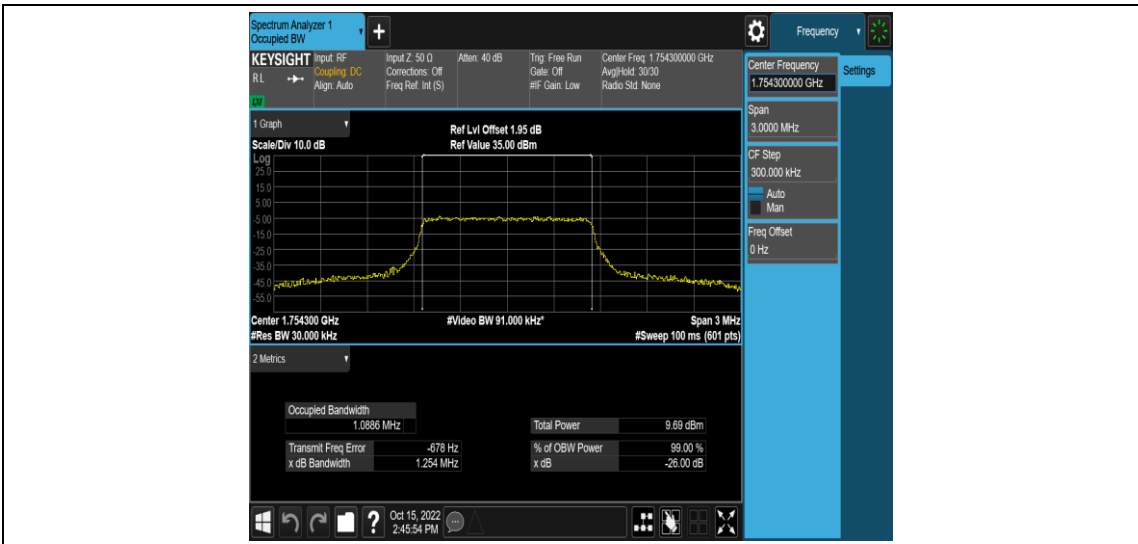 Spectrum Analyzer 1
Occupied BW
+
Frequency
KEYSIGHT
RL
LNI
Input: RF
Coupling: DC
Align: Auto
Input Z: 50 Ω
Corrections: Off
Freq Ref: Int (S)
Atten: 40 dB
Trig: Free Run
Gate: Off
#IF Gain: Low
Center Freq: 1.754300000 GHz
Avg|Hold: 30/30
Radio Std: None
Center Frequency
1.754300000 GHz
Settings
Span
3.0000 MHz
CF Step
300.000 kHz
Auto
Man
Freq Offset
0 Hz
1 Graph
Scale/Div 10.0 dB
Ref Lvl Offset 1.95 dB
Ref Value 35.00 dBm
Log
25.0
15.0
5.00
-5.00
-15.0
-25.0
-35.0
-45.0
-55.0
Center 1.754300 GHz
#Video BW 91.000 kHz*
Span 3 MHz
#Res BW 30.000 kHz
#Sweep 100 ms (601 pts)
2 Metrics
Occupied Bandwidth
1.0886 MHz
Total Power 9.69 dBm
Transmit Freq Error -678 Hz
% of OBW Power 99.00 %
x dB Bandwidth 1.254 MHz
x dB -26.00 dB
?
Oct 15, 2022
2:45:54 PM